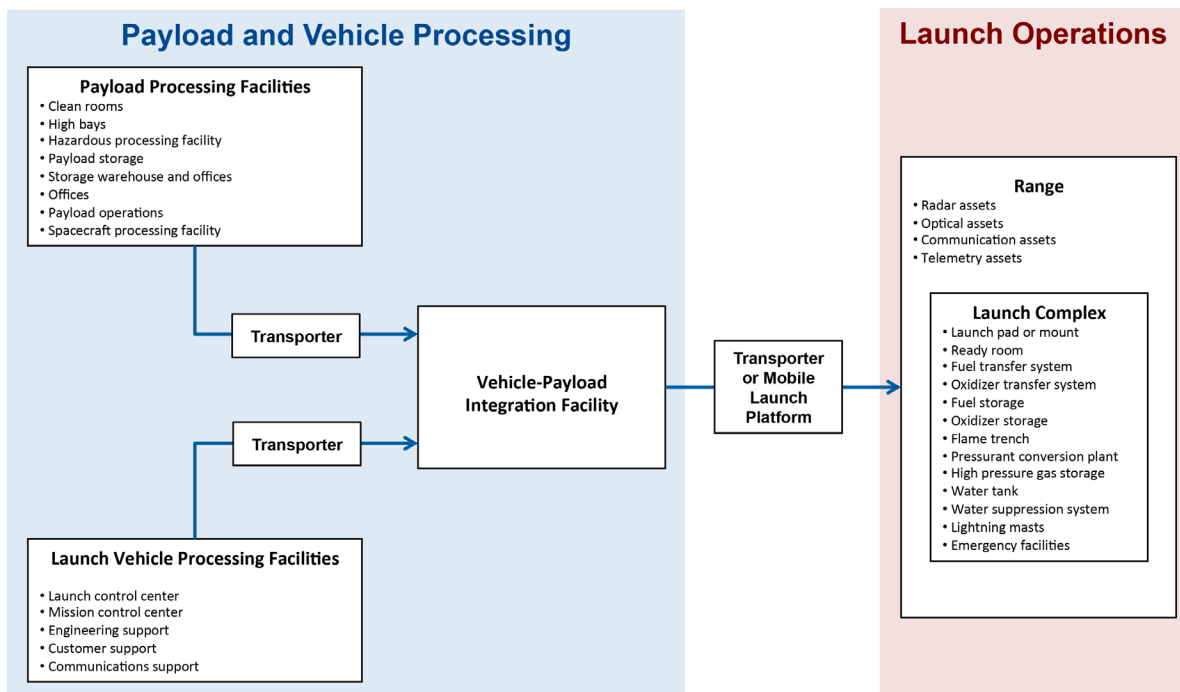 Payload and Vehicle Processing
Launch Operations
Payload Processing Facilities
• Clean rooms
• High bays
• Hazardous processing facility
• Payload storage
• Storage warehouse and offices
• Offices
• Payload operations
• Spacecraft processing facility
Transporter
Vehicle-Payload
Integration Facility
Transporter
Launch Vehicle Processing Facilities
• Launch control center
• Mission control center
• Engineering support
• Customer support
• Communications support
Transporter
or Mobile
Launch
Platform
Range
• Radar assets
• Optical assets
• Communication assets
• Telemetry assets
Launch Complex
• Launch pad or mount
• Ready room
• Fuel transfer system
• Oxidizer transfer system
• Fuel storage
• Oxidizer storage
• Flame trench
• Pressurant conversion plant
• High pressure gas storage
• Water tank
• Water suppression system
• Lightning masts
• Emergency facilities